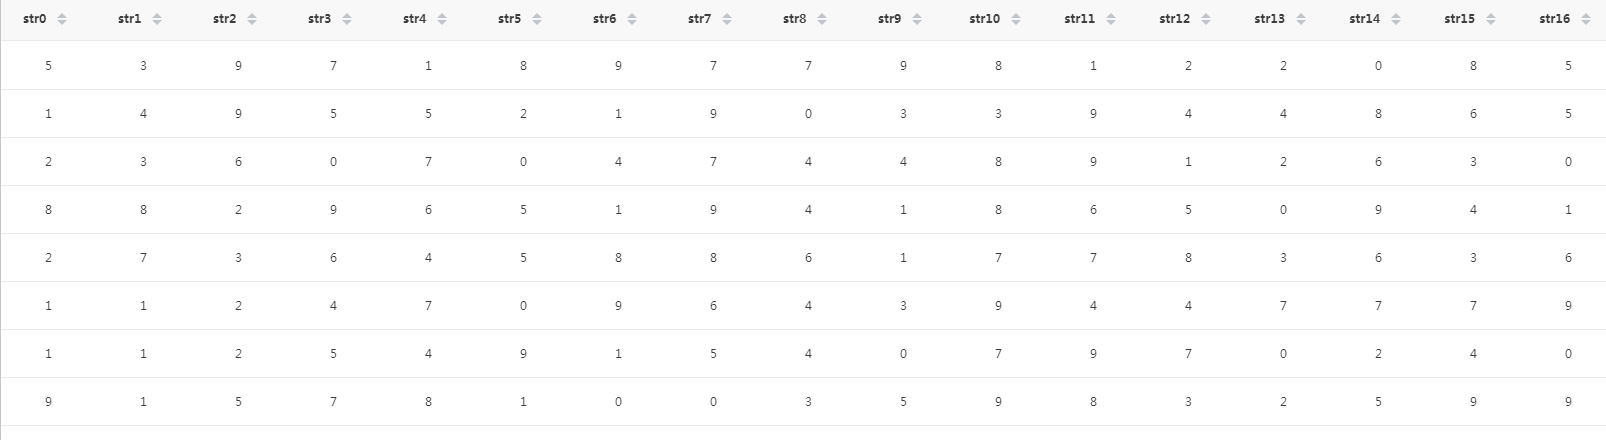 str0 str1 str2 str3 str4 str5 str6 str7 str8 str9 str10 str11 str12 str13 str14 str15 str16
5 3 9 7 1 8 9 7 7 9 8 1 2 2 0 8 5
1 4 9 5 5 2 1 9 0 3 3 9 4 4 8 6 5
2 3 6 0 7 0 4 7 4 4 8 9 1 2 6 3 0
8 8 2 9 6 5 1 9 4 1 8 6 5 0 9 4 1
2 7 3 6 4 5 8 8 6 1 7 7 8 3 6 3 6
1 1 2 4 7 0 9 6 4 3 9 4 4 7 7 7 9
1 1 2 5 4 9 1 5 4 0 7 9 7 0 2 4 0
9 1 5 7 8 1 0 0 3 5 9 8 3 2 5 9 9